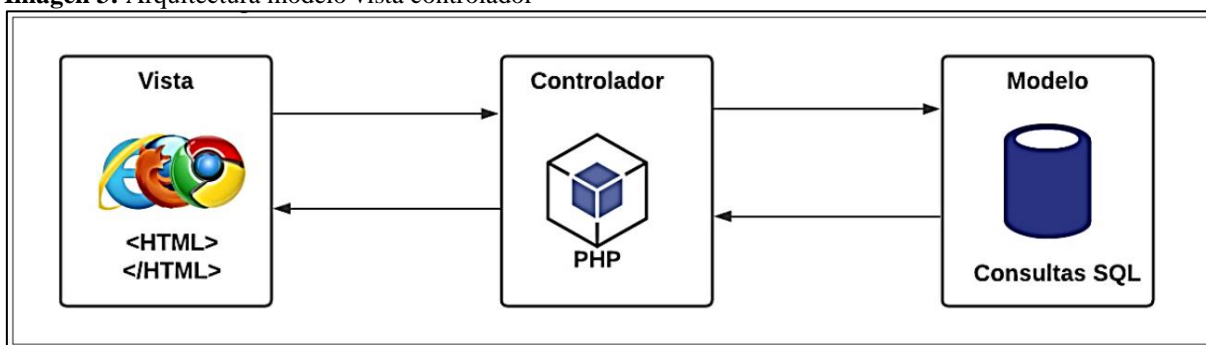 Imagen 3: Arquitectura modelo vista controlador
Vista
<HTML>
</HTML>
Controlador
PHP
Modelo
Consultas SQL